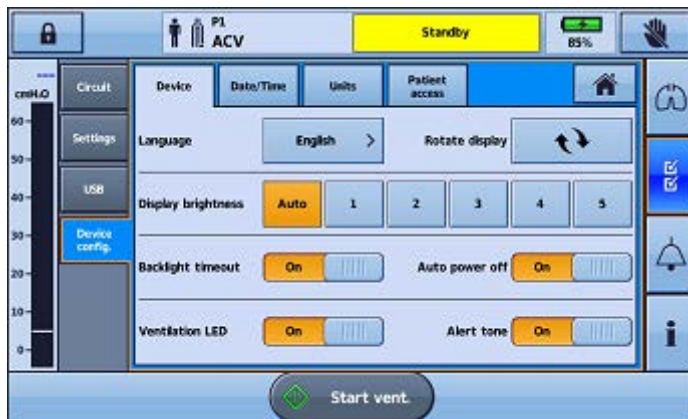 P1
ACV
Standby
85%
---
cmH₂O
60
50
40
30
20
10
0
Circuit
Settings
USB
Device
config.
Device
Date/Time
Units
Patient
access
Language
English >
Rotate display
Display brightness
Auto
1
2
3
4
5
Backlight timeout
On
Auto power off
On
Ventilation LED
On
Alert tone
On
i
Start vent.